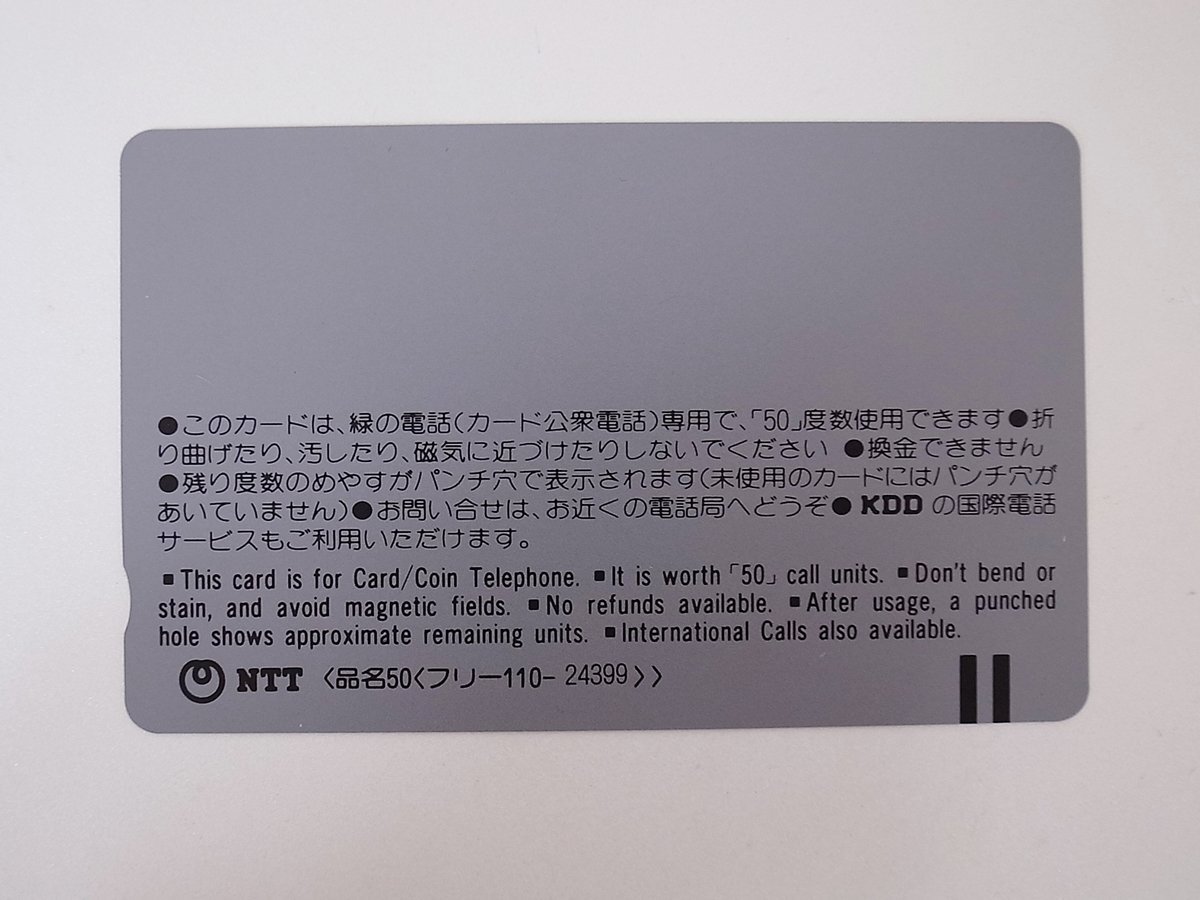 ●このカードは、緑の電話(カード公衆電話)専用で、「50」度数使用できます●折
り曲げたり、汚したり、磁気に近づけたりしないでください ●換金できません
●残り度数のめやすがパンチ穴で表示されます(未使用のカードにはパンチ穴が
あいていません)●お問い合せは、お近くの電話局へどうぞ● KDD の国際電話
サービスもご利用いただけます。
■This card is for Card/Coin Telephone. ■It is worth「50」call units. ■Don't bend or
stain, and avoid magnetic fields. ■No refunds available. ■After usage, a punched
hole shows approximate remaining units. ■International Calls also available.
NTT 〈品名50〈フリー110- 24399〉〉